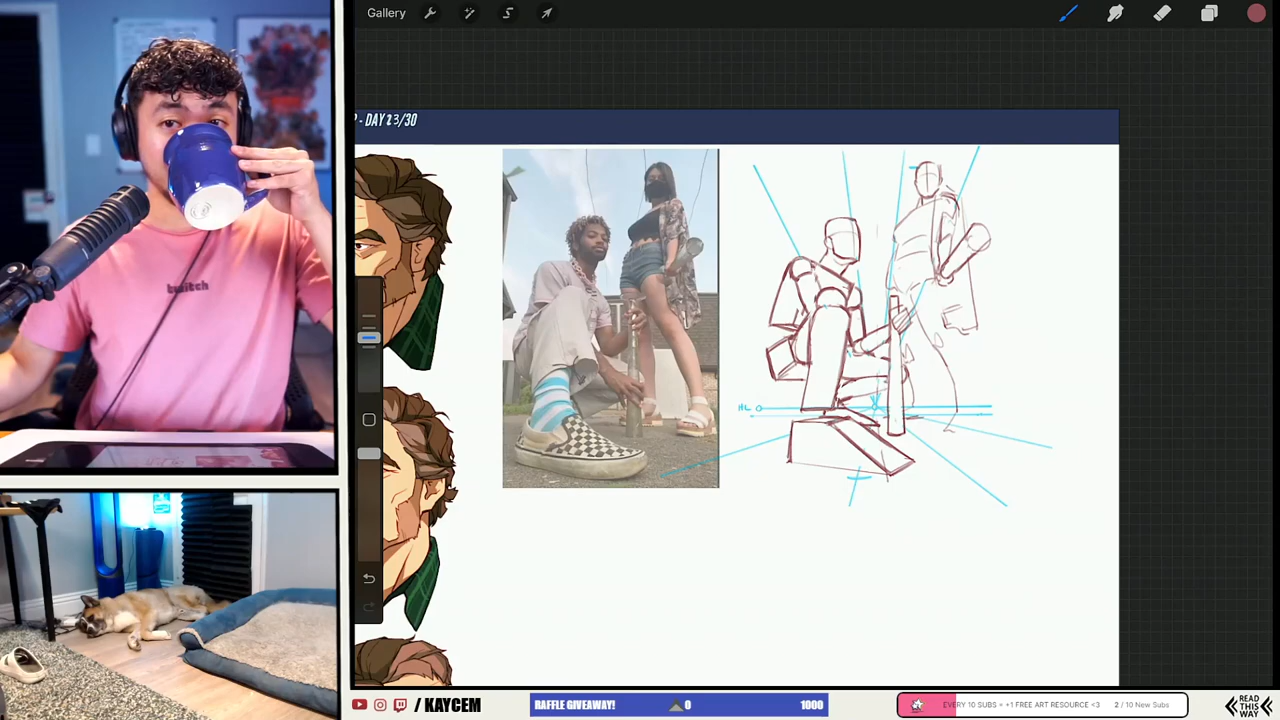 Gallery
- DAY 23/30
twitch
HL
/ KAYCEM
RAFFLE GIVEAWAY!
0
1000
EVERY 10 SUBS = +1 FREE ART RESOURCE <3
2 / 10 New Subs
READ
THIS
WAY